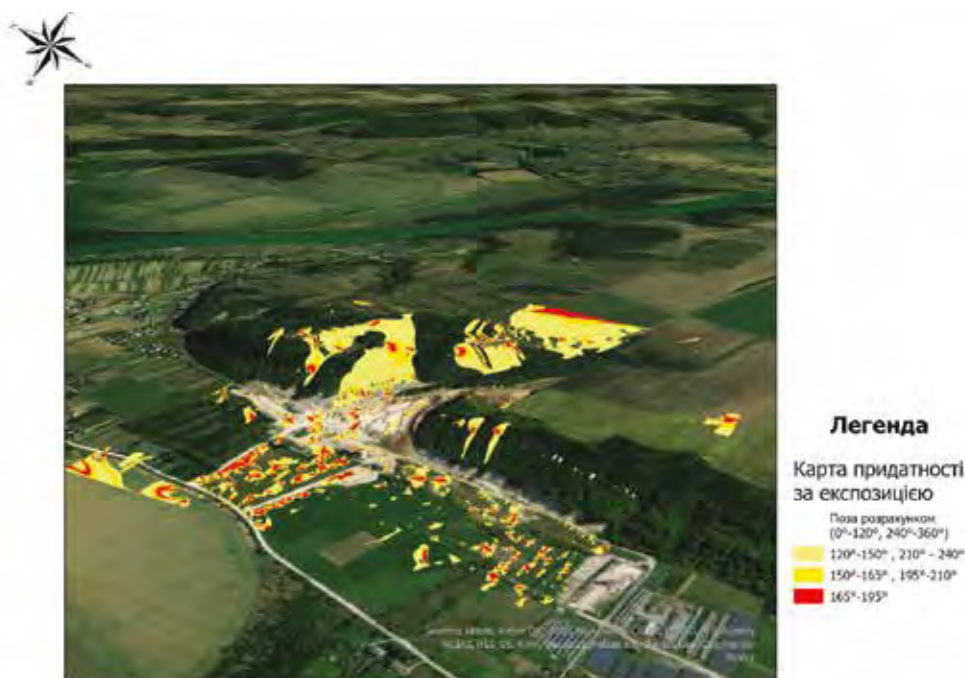 Легенда
Карта придатності
за експозицією
Поза розрахунком
(0°-120°, 240°-360°)
120°-150° , 210° - 240°
150°-165° , 195°-210°
165°-195°